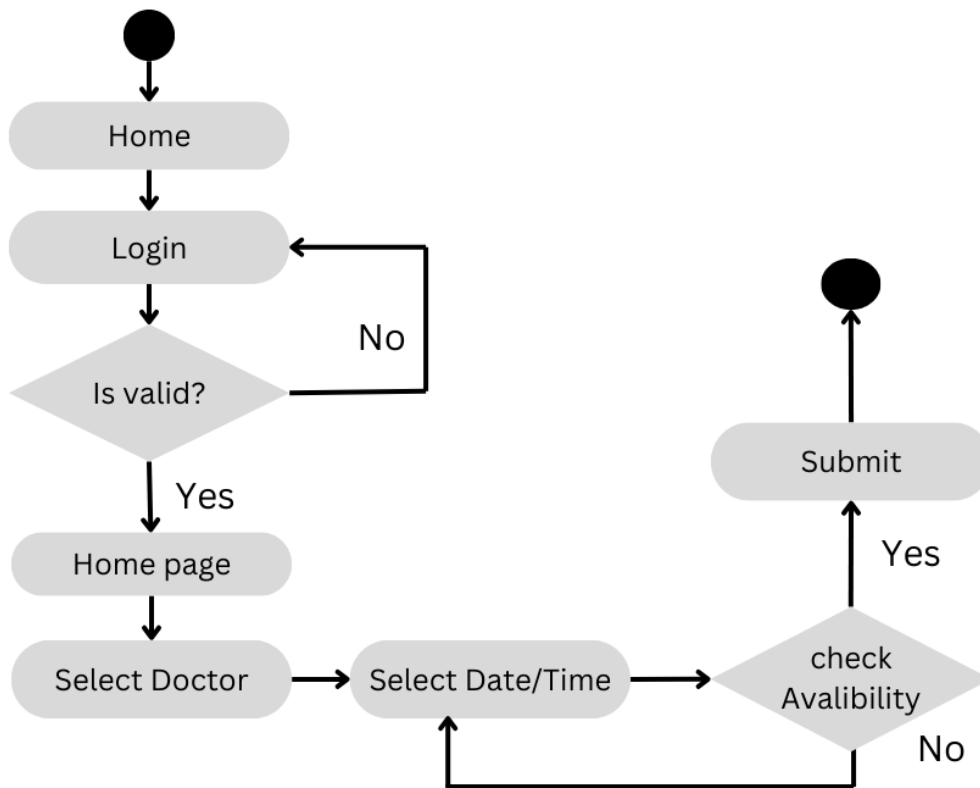 Home
Login
No
Is valid?
Yes
Home page
Select Doctor
Select Date/Time
check
Avalibility
No
Yes
Submit